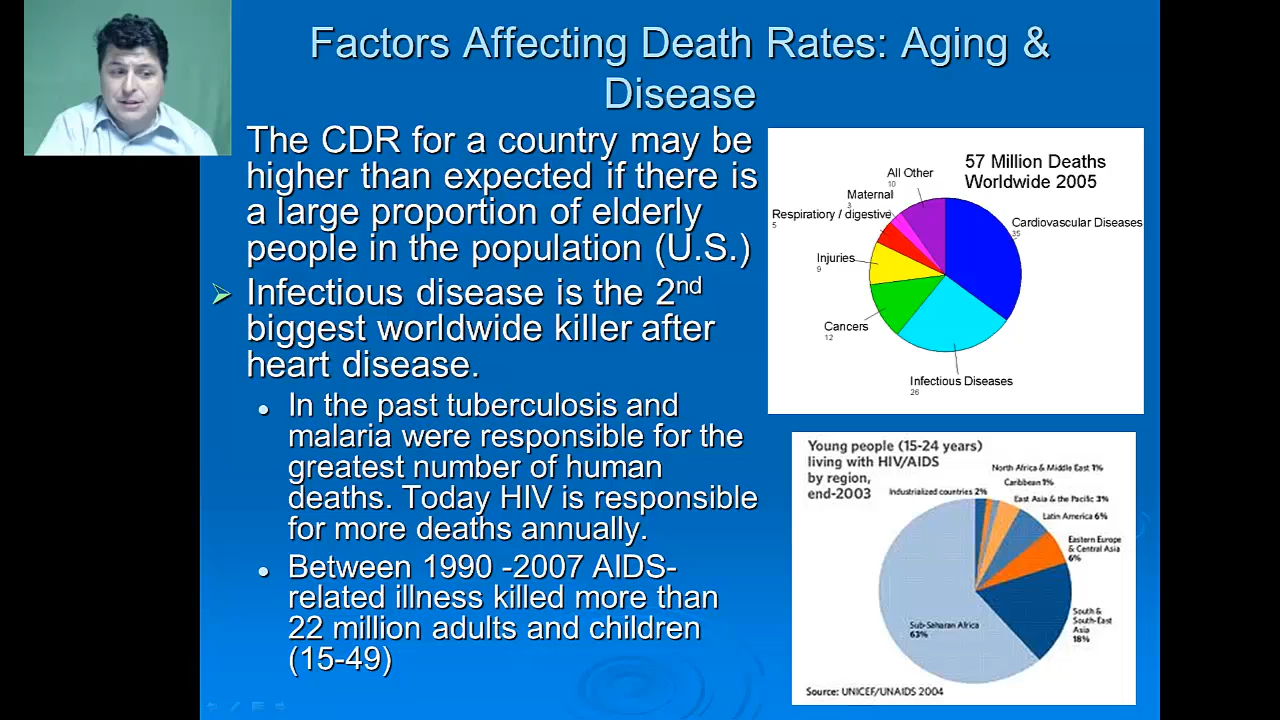 Factors Affecting Death Rates: Aging &
Disease
The CDR for a country may be
higher than expected if there is
a large proportion of elderly
people in the population (U.S.)
Infectious disease is the 2nd
biggest worldwide killer after
heart disease.
In the past tuberculosis and
malaria were responsible for the
greatest number of human
deaths. Today HIV is responsible
for more deaths annually.
Between 1990 -2007 AIDS-
related illness killed more than
22 million adults and children
(15-49)
57 Million Deaths
Worldwide 2005
All Other
10
Maternal
3
Respiratiory / digestive
5
Cardiovascular Diseases
35
Injuries
9
Cancers
12
Infectious Diseases
26
Young people (15-24 years)
living with HIV/AIDS
by region,
end-2003
North Africa & Middle East 1%
Caribbean 1%
Industrialized countries 2%
East Asia & the Pacific 3%
Latin America 6%
Eastern Europe
& Central Asia
6%
South &
South-East
Asia
18%
Sub-Saharan Africa
63%
Source: UNICEF/UNAIDS 2004